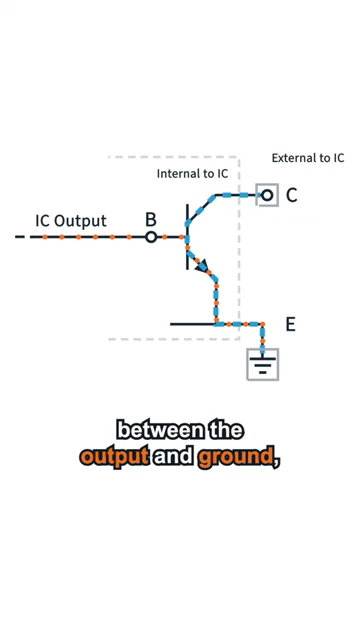 External to IC
Internal to IC
C
IC Output
B
E
between the
output and ground,